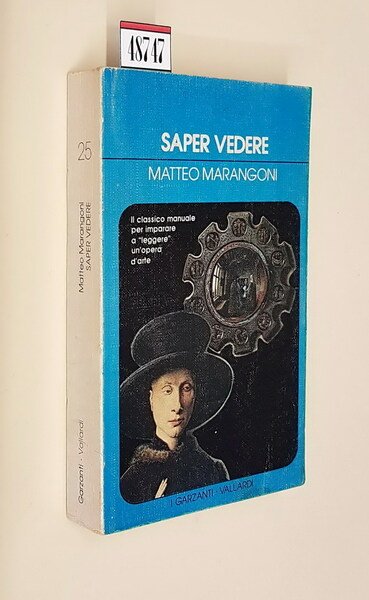 48747
SAPER VEDERE
MATTEO MARANGONI
Il classico manuale
per imparare
a "leggere"
un'opera
d'arte
I GARZANTI - VALLARDI
25
Matteo Marangoni
SAPER VEDERE
Garzanti - Vallardi